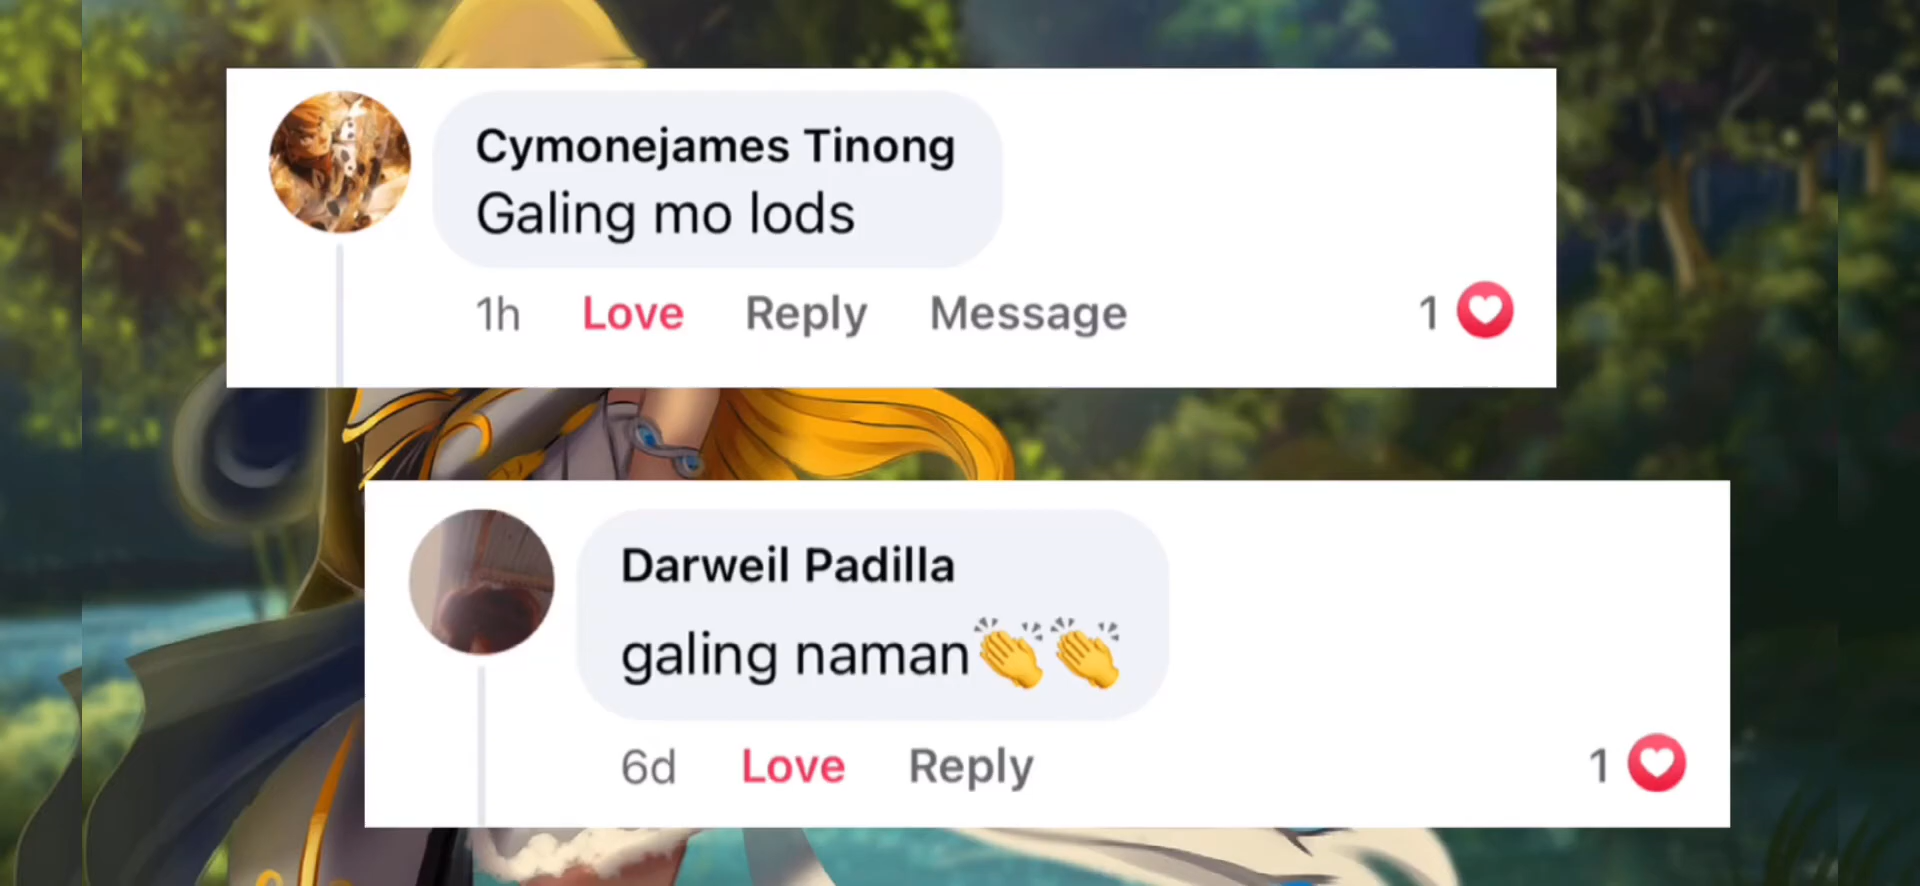 Cymonejames Tinong
Galing mo lods
1h Love Reply Message 1
Darweil Padilla
galing naman👏👏
6d Love Reply 1